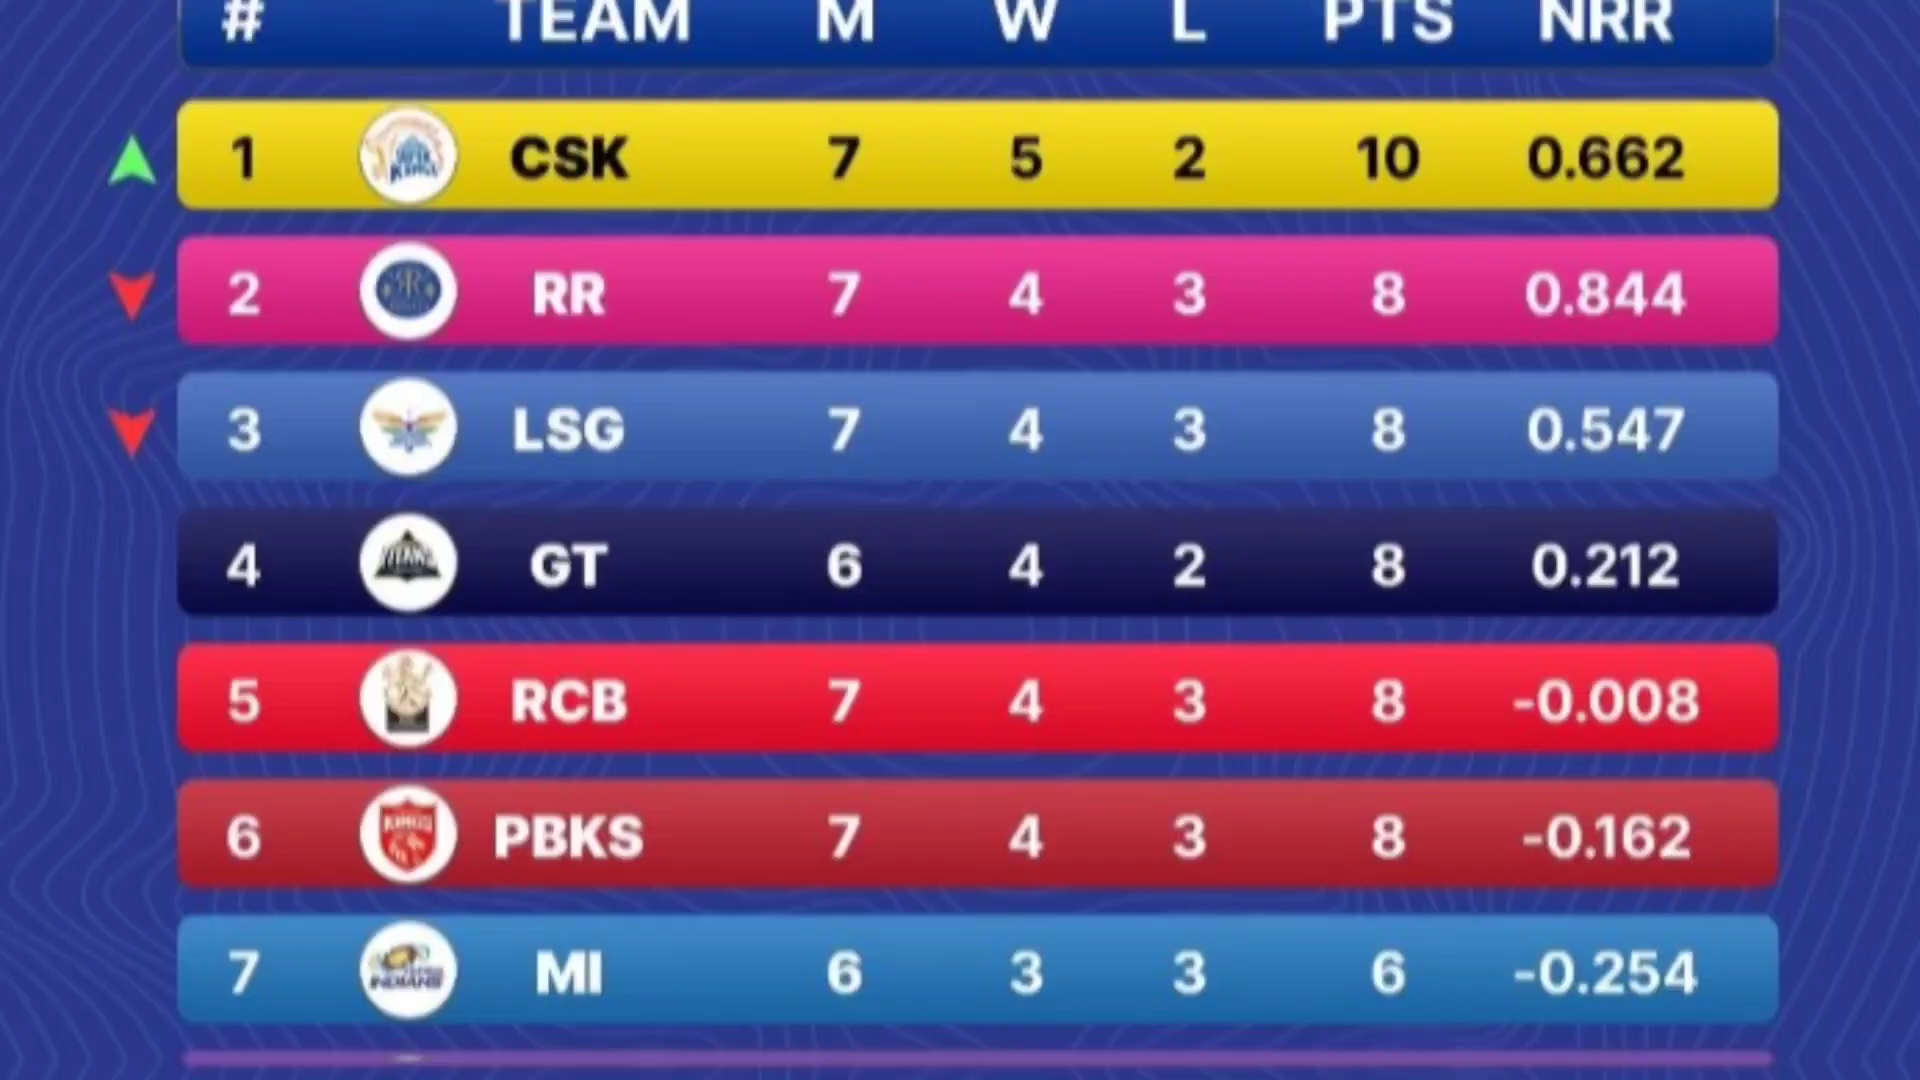 # TEAM M W L PTS NRR
1 CSK 7 5 2 10 0.662
2 RR 7 4 3 8 0.844
3 LSG 7 4 3 8 0.547
4 GT 6 4 2 8 0.212
5 RCB 7 4 3 8 -0.008
6 PBKS 7 4 3 8 -0.162
7 MI 6 3 3 6 -0.254